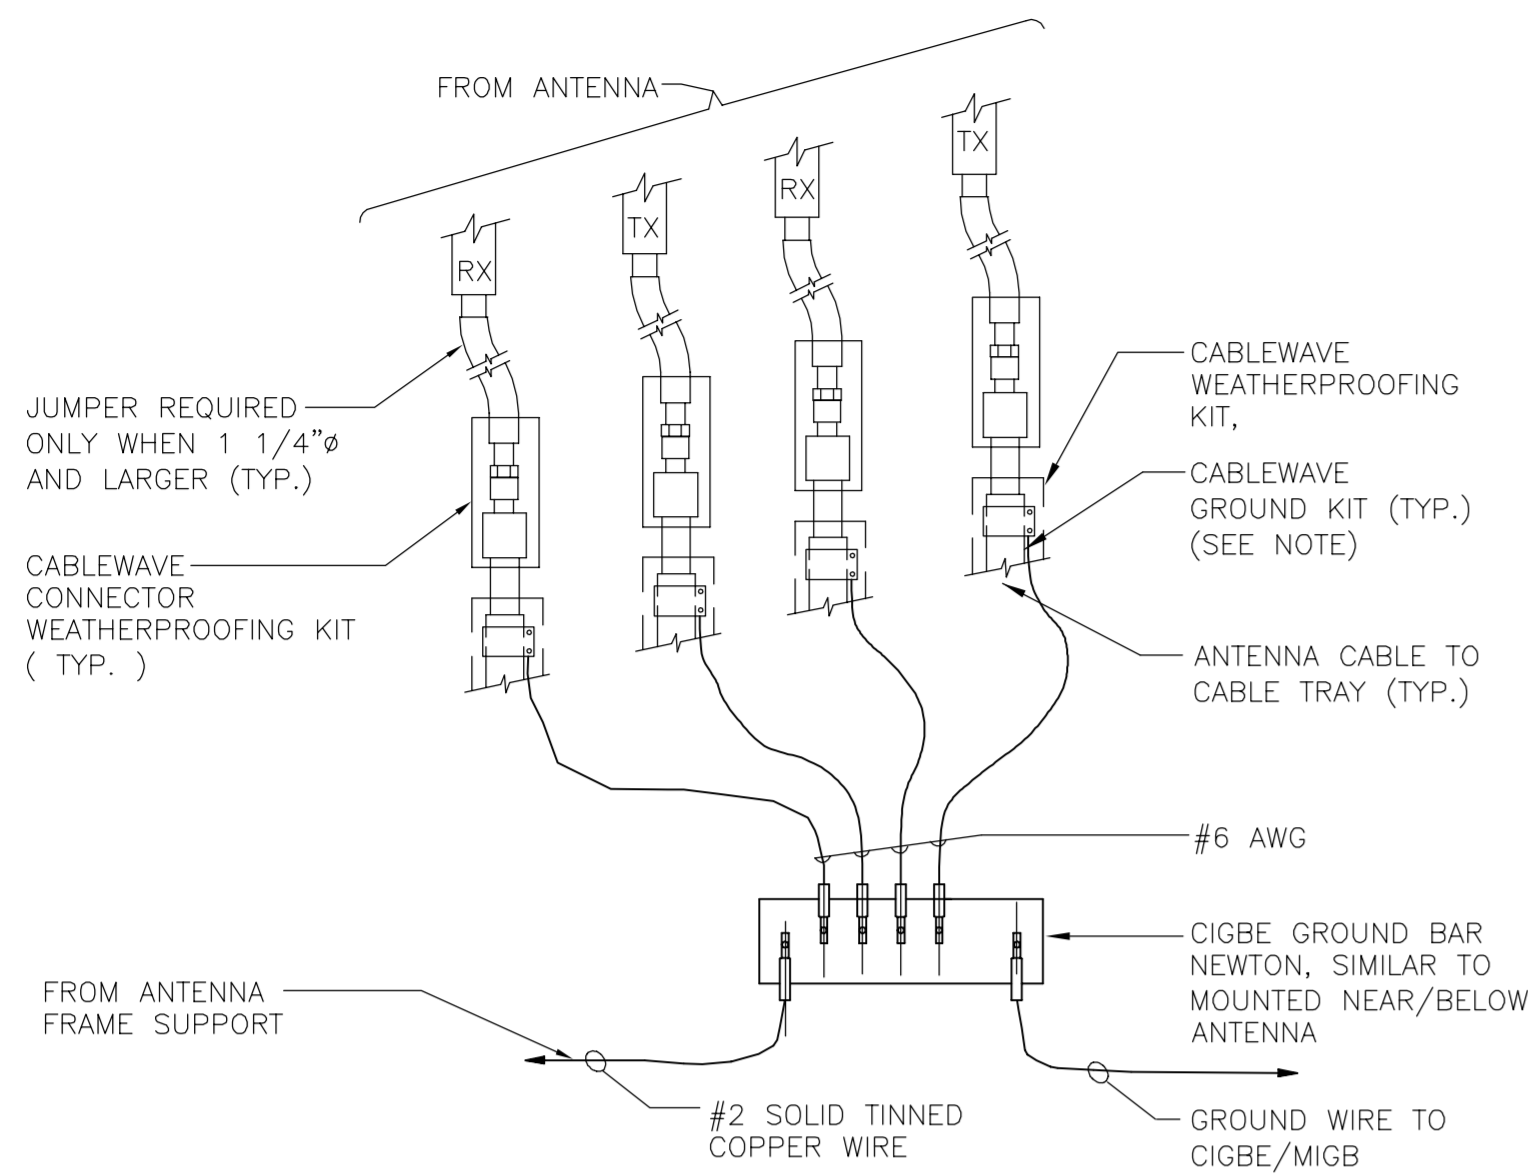 FROM ANTENNA
TX
RX
TX
RX
JUMPER REQUIRED
ONLY WHEN 1 1/4"ø
AND LARGER (TYP.)
CABLEWAVE
WEATHERPROOFING
KIT,
CABLEWAVE
GROUND KIT (TYP.)
(SEE NOTE)
CABLEWAVE
CONNECTOR
WEATHERPROOFING KIT
( TYP. )
ANTENNA CABLE TO
CABLE TRAY (TYP.)
#6 AWG
CIGBE GROUND BAR
NEWTON, SIMILAR TO
MOUNTED NEAR/BELOW
ANTENNA
FROM ANTENNA
FRAME SUPPORT
#2 SOLID TINNED
COPPER WIRE
GROUND WIRE TO
CIGBE/MIGB